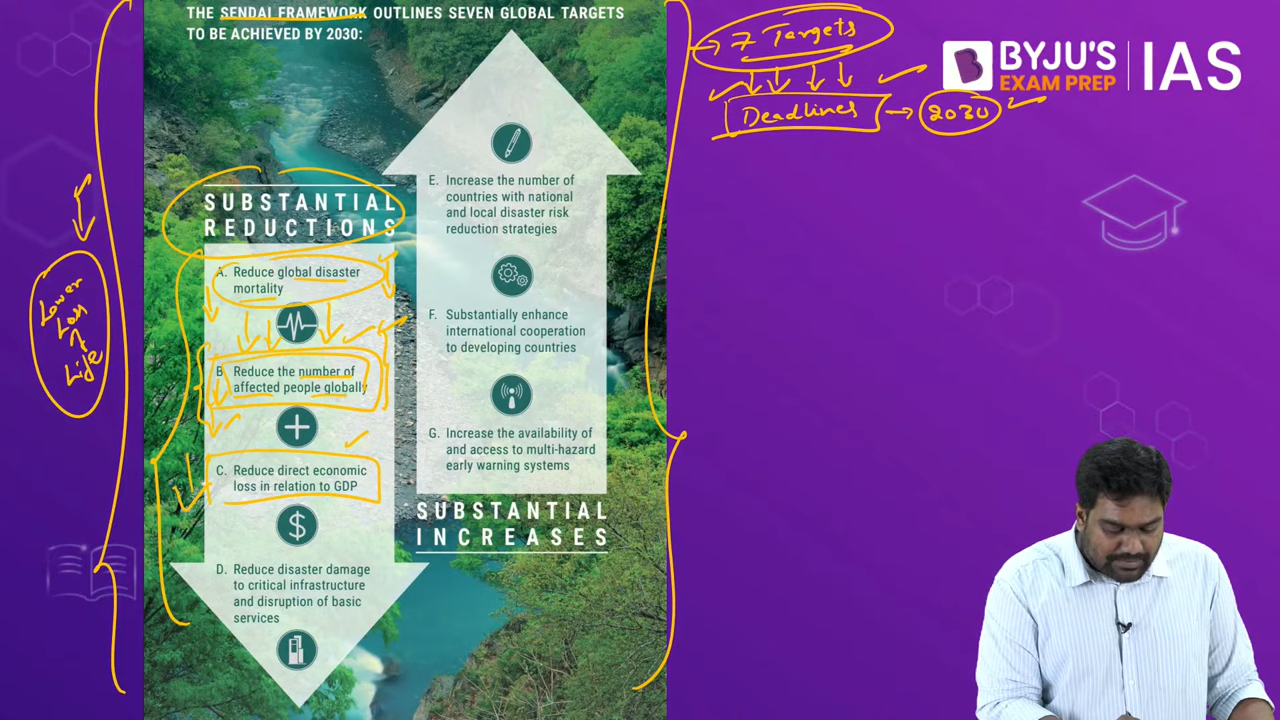 THE SENDAI FRAMEWORK OUTLINES SEVEN GLOBAL TARGETS
TO BE ACHIEVED BY 2030:
SUBSTANTIAL
REDUCTIONS
A. Reduce global disaster
mortality
B. Reduce the number of
affected people globally
C. Reduce direct economic
loss in relation to GDP
D. Reduce disaster damage
to critical infrastructure
and disruption of basic
services
E. Increase the number of
countries with national
and local disaster risk
reduction strategies
F. Substantially enhance
international cooperation
to developing countries
G. Increase the availability of
and access to multi-hazard
early warning systems
SUBSTANTIAL
INCREASES
7 Targets
Deadlines → 2030
Lower
Loss
Life
BYJU'S
EXAM PREP
IAS